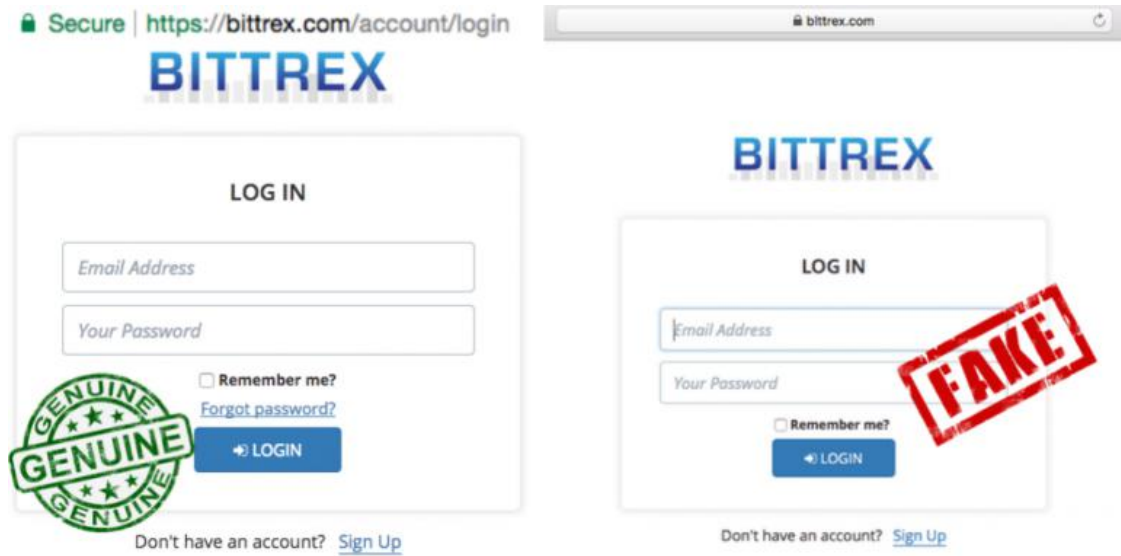 Secure | https://bittrex.com/account/login
BITTREX
LOG IN
Email Address
Your Password
Remember me?
Forgot password?
LOGIN
GENUINE
GENUINE
GENUINE
Don't have an account? Sign Up
blttrex.com
BITTREX
LOG IN
Email Address
Your Password
FAKE
Remember me?
LOGIN
Don't have an account? Sign Up